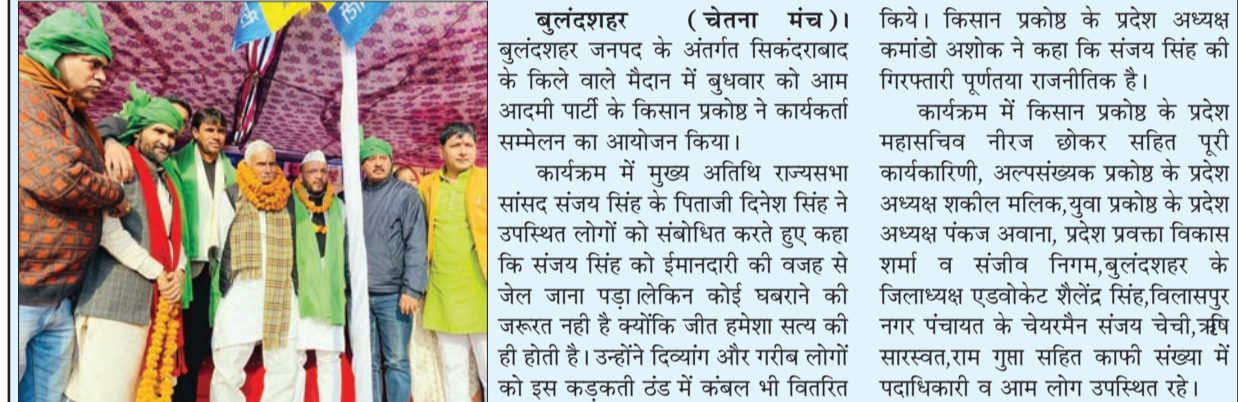 बुलंदशहर (चेतना मंच)।
बुलंदशहर जनपद के अंतर्गत सिकंदराबाद
के किले वाले मैदान में बुधवार को आम
आदमी पार्टी के किसान प्रकोष्ठ ने कार्यकर्ता
सम्मेलन का आयोजन किया।
कार्यक्रम में मुख्य अतिथि राज्यसभा
सांसद संजय सिंह के पिताजी दिनेश सिंह ने
उपस्थित लोगों को संबोधित करते हुए कहा
कि संजय सिंह को ईमानदारी की वजह से
जेल जाना पड़ा।लेकिन कोई घबराने की
जरूरत नही है क्योंकि जीत हमेशा सत्य की
ही होती है। उन्होंने दिव्यांग और गरीब लोगों
को इस कड़कती ठंड में कंबल भी वितरित
किये। किसान प्रकोष्ठ के प्रदेश अध्यक्ष
कमांडो अशोक ने कहा कि संजय सिंह की
गिरफ्तारी पूर्णतया राजनीतिक है।
कार्यक्रम में किसान प्रकोष्ठ के प्रदेश
महासचिव नीरज छोकर सहित पूरी
कार्यकारिणी, अल्पसंख्यक प्रकोष्ठ के प्रदेश
अध्यक्ष शकील मलिक,युवा प्रकोष्ठ के प्रदेश
अध्यक्ष पंकज अवाना, प्रदेश प्रवक्ता विकास
शर्मा व संजीव निगम,बुलंदशहर के
जिलाध्यक्ष एडवोकेट शैलेंद्र सिंह,विलासपुर
नगर पंचायत के चेयरमैन संजय चेची,ऋषि
सारस्वत,राम गुप्ता सहित काफी संख्या में
पदाधिकारी व आम लोग उपस्थित रहे।